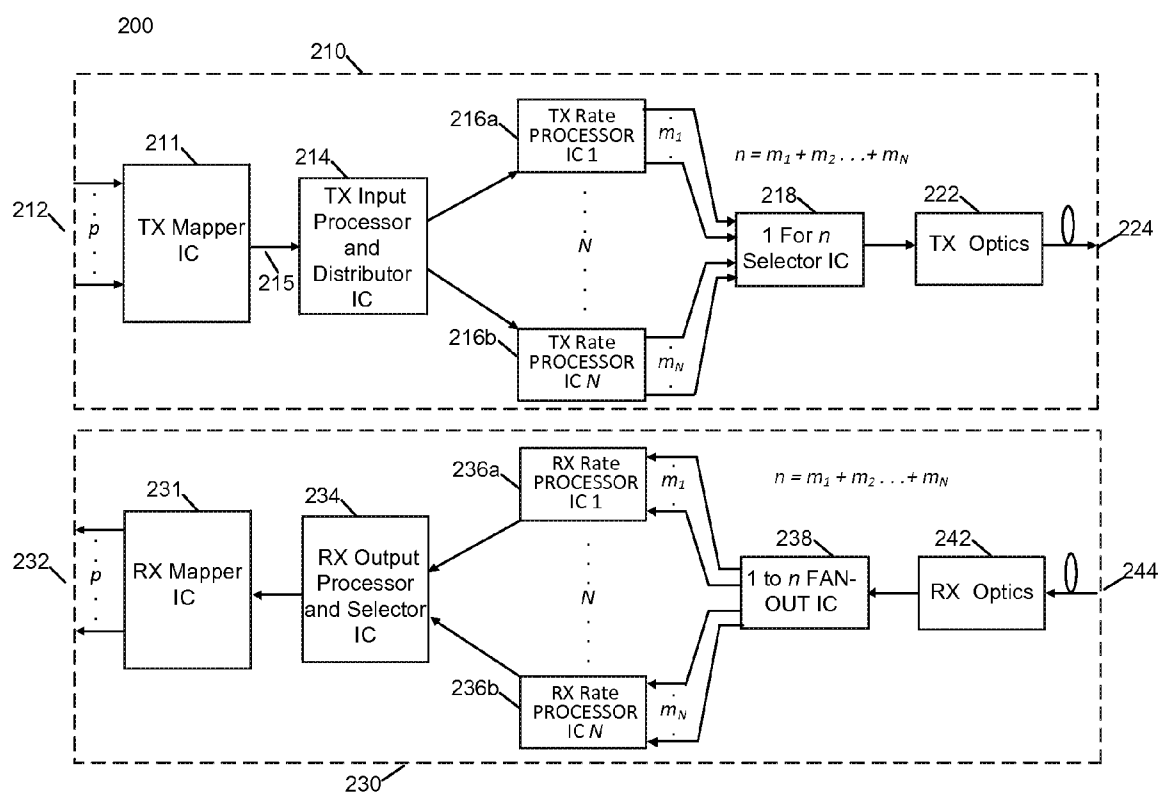 200
210
211
212
p
TX Mapper
IC
215
214
TX Input
Processor
and
Distributor
IC
216a
TX Rate
PROCESSOR
IC 1
m1
N
216b
TX Rate
PROCESSOR
IC N
mN
n = m1 + m2 . . .+ mN
218
1 For n
Selector IC
222
TX Optics
224
231
232
p
RX Mapper
IC
234
RX Output
Processor
and Selector
IC
236a
RX Rate
PROCESSOR
IC 1
m1
N
236b
RX Rate
PROCESSOR
IC N
mN
n = m1 + m2 . . .+ mN
238
1 to n FAN-
OUT IC
242
RX Optics
244
230